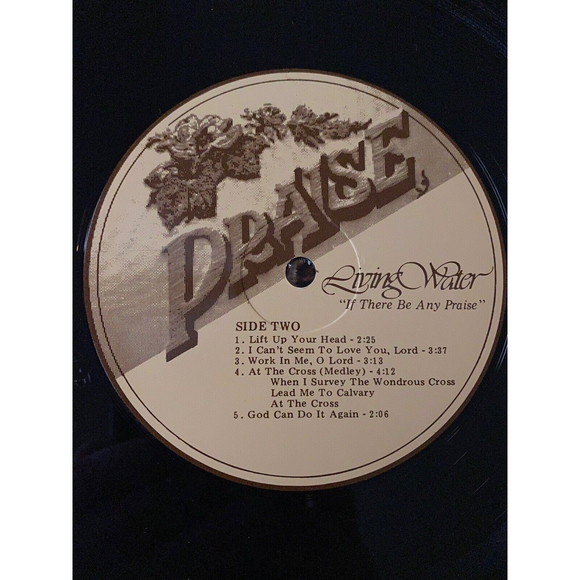 PRAISE,
Living Water
"If There Be Any Praise"
SIDE TWO
1. Lift Up Your Head - 2:25
2. I Can't Seem To Love You, Lord - 3:37
3. Work In Me, O Lord - 3:13
4. At The Cross (Medley) - 4:12
When I Survey The Wondrous Cross
Lead Me To Calvary
At The Cross
5. God Can Do It Again - 2:06